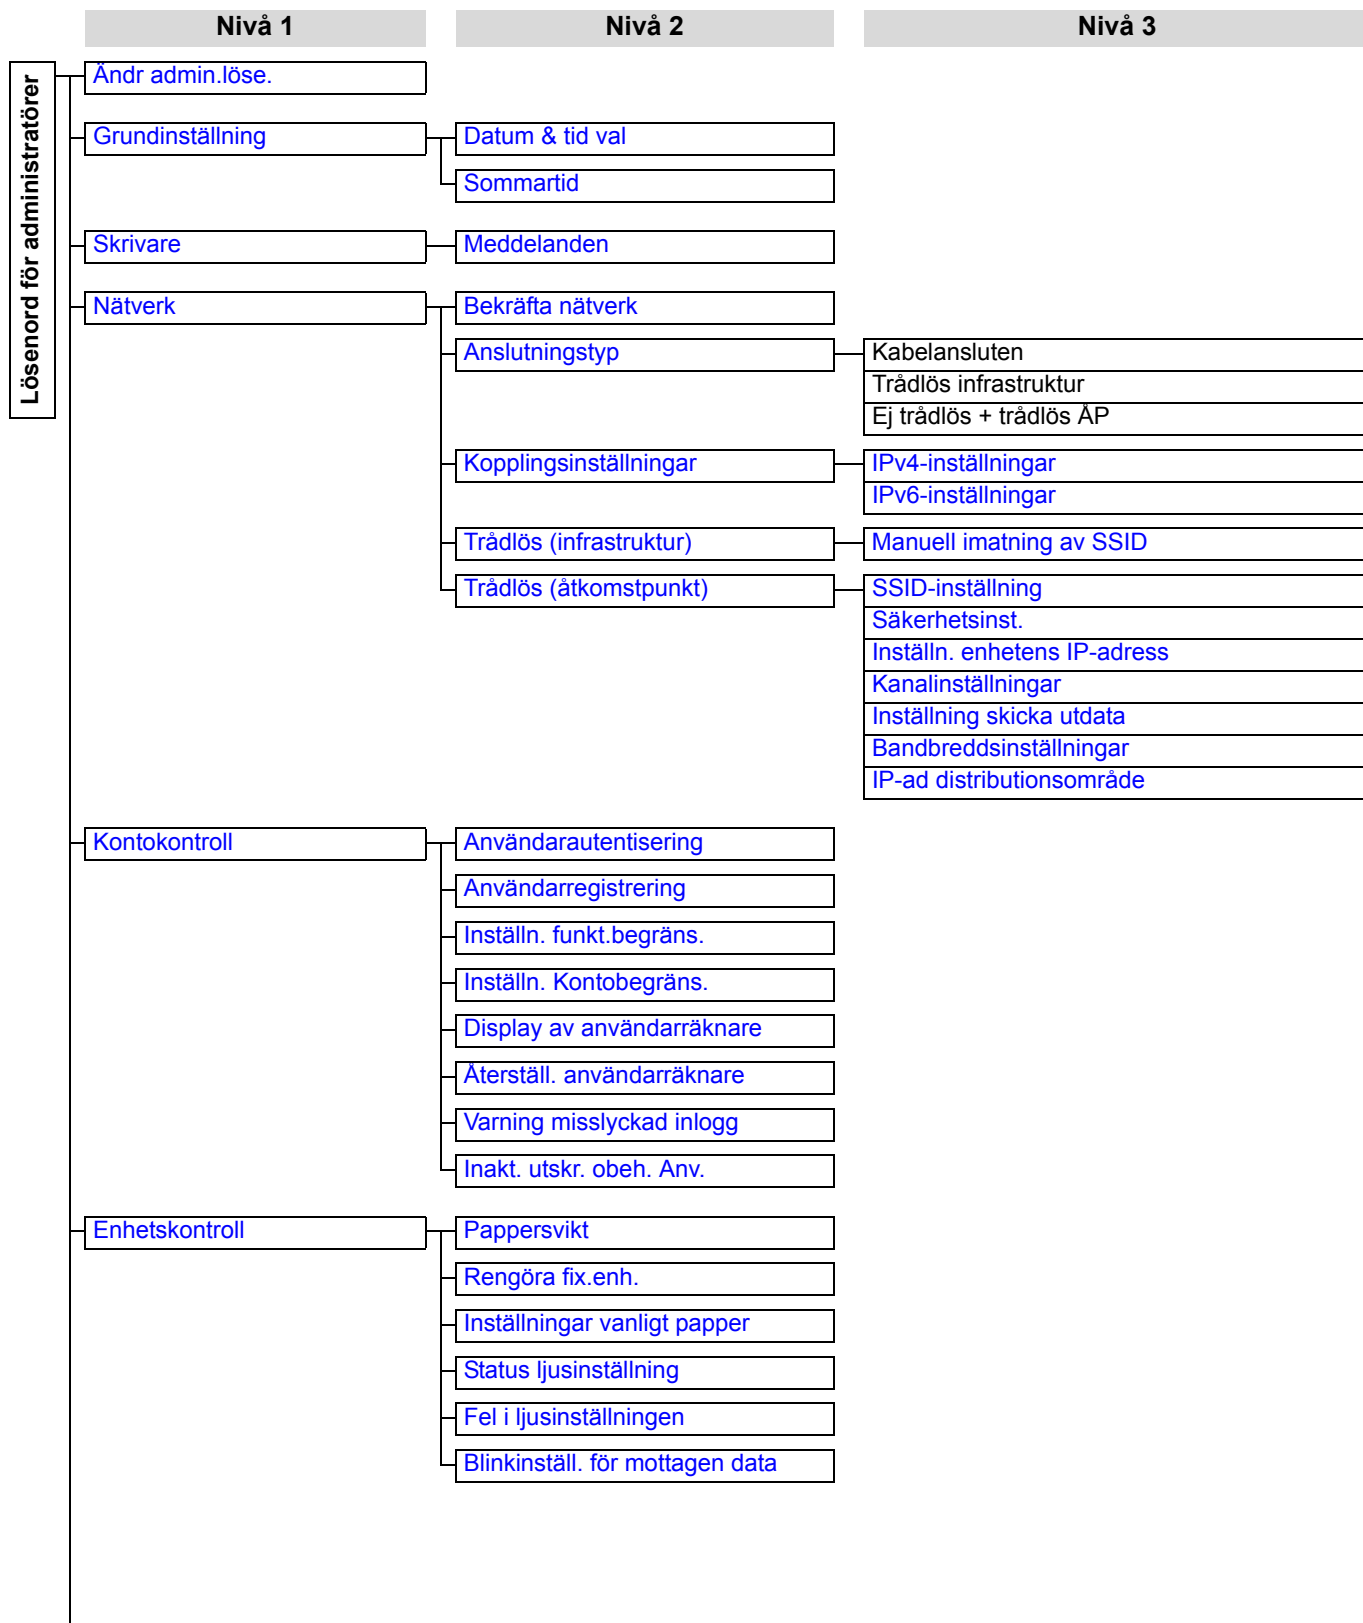 Nivå 1
Nivå 2
Nivå 3
Lösenord för administratörer
Ändr admin.löse.
Grundinställning
Datum & tid val
Sommartid
Skrivare
Meddelanden
Nätverk
Bekräfta nätverk
Anslutningstyp
Kabelansluten
Trådlös infrastruktur
Ej trådlös + trådlös ÅP
Kopplingsinställningar
IPv4-inställningar
IPv6-inställningar
Trådlös (infrastruktur)
Manuell imatning av SSID
Trådlös (åtkomstpunkt)
SSID-inställning
Säkerhetsinst.
Inställn. enhetens IP-adress
Kanalinställningar
Inställning skicka utdata
Bandbreddsinställningar
IP-ad distributionsområde
Kontokontroll
Användarautentisering
Användarregistrering
Inställn. funkt.begräns.
Inställn. Kontobegräns.
Display av användarräknare
Återställ. användarräknare
Varning misslyckad inlogg
Inakt. utskr. obeh. Anv.
Enhetskontroll
Pappersvikt
Rengöra fix.enh.
Inställningar vanligt papper
Status ljusinställning
Fel i ljusinställningen
Blinkinställ. för mottagen data